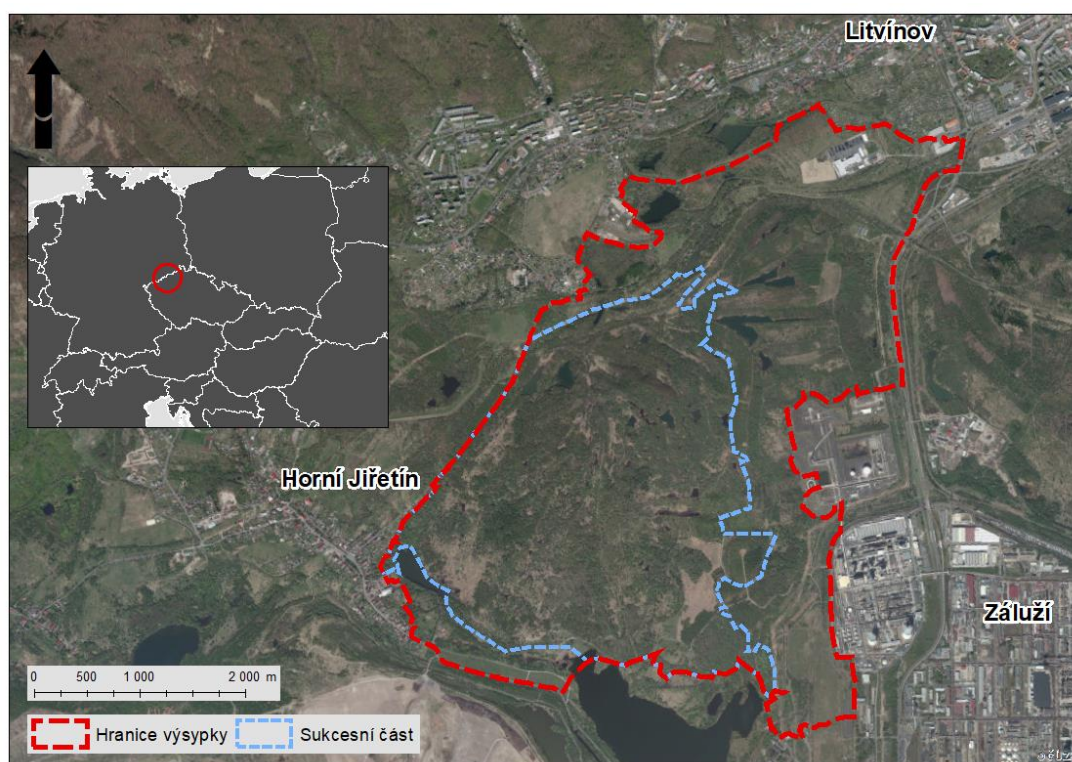 Litvínov
Horní Jiřetín
Záluží
0 500 1 000 2 000 m
Hranice výsypky Sukcesní část